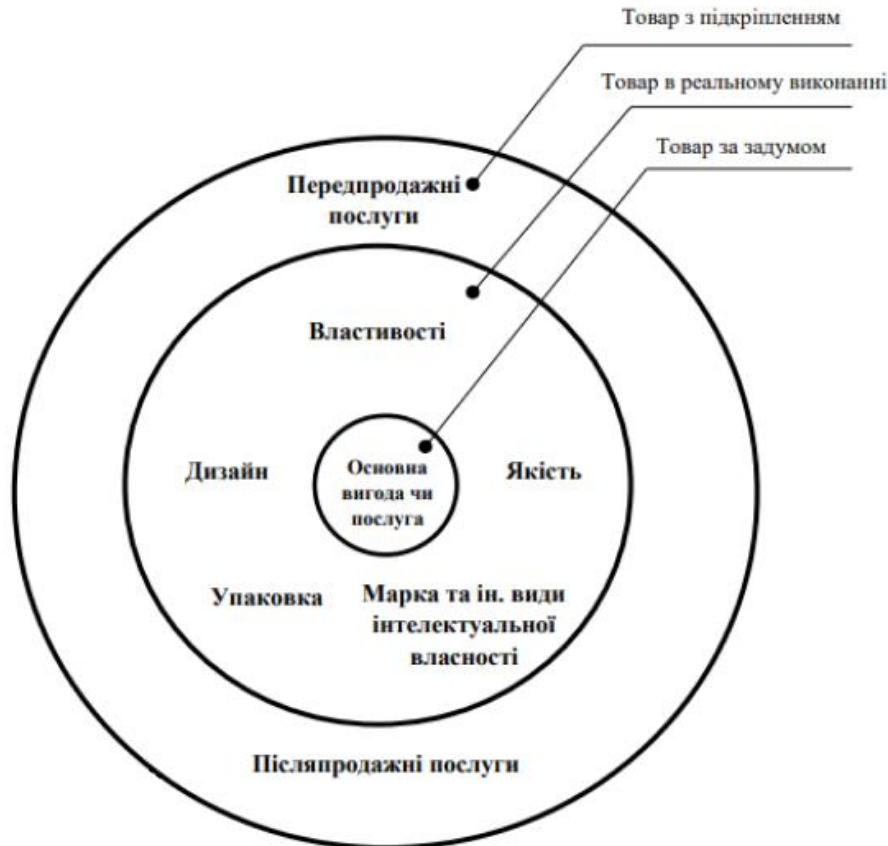 Товар з підкріпленням
Товар в реальному виконанні
Товар за задумом
Передпродажні
послуги
Властивості
Дизайн
Основна
вигода чи
послуга
Якість
Упаковка
Марка та ін. види
інтелектуальної
власності
Післяпродажні послуги